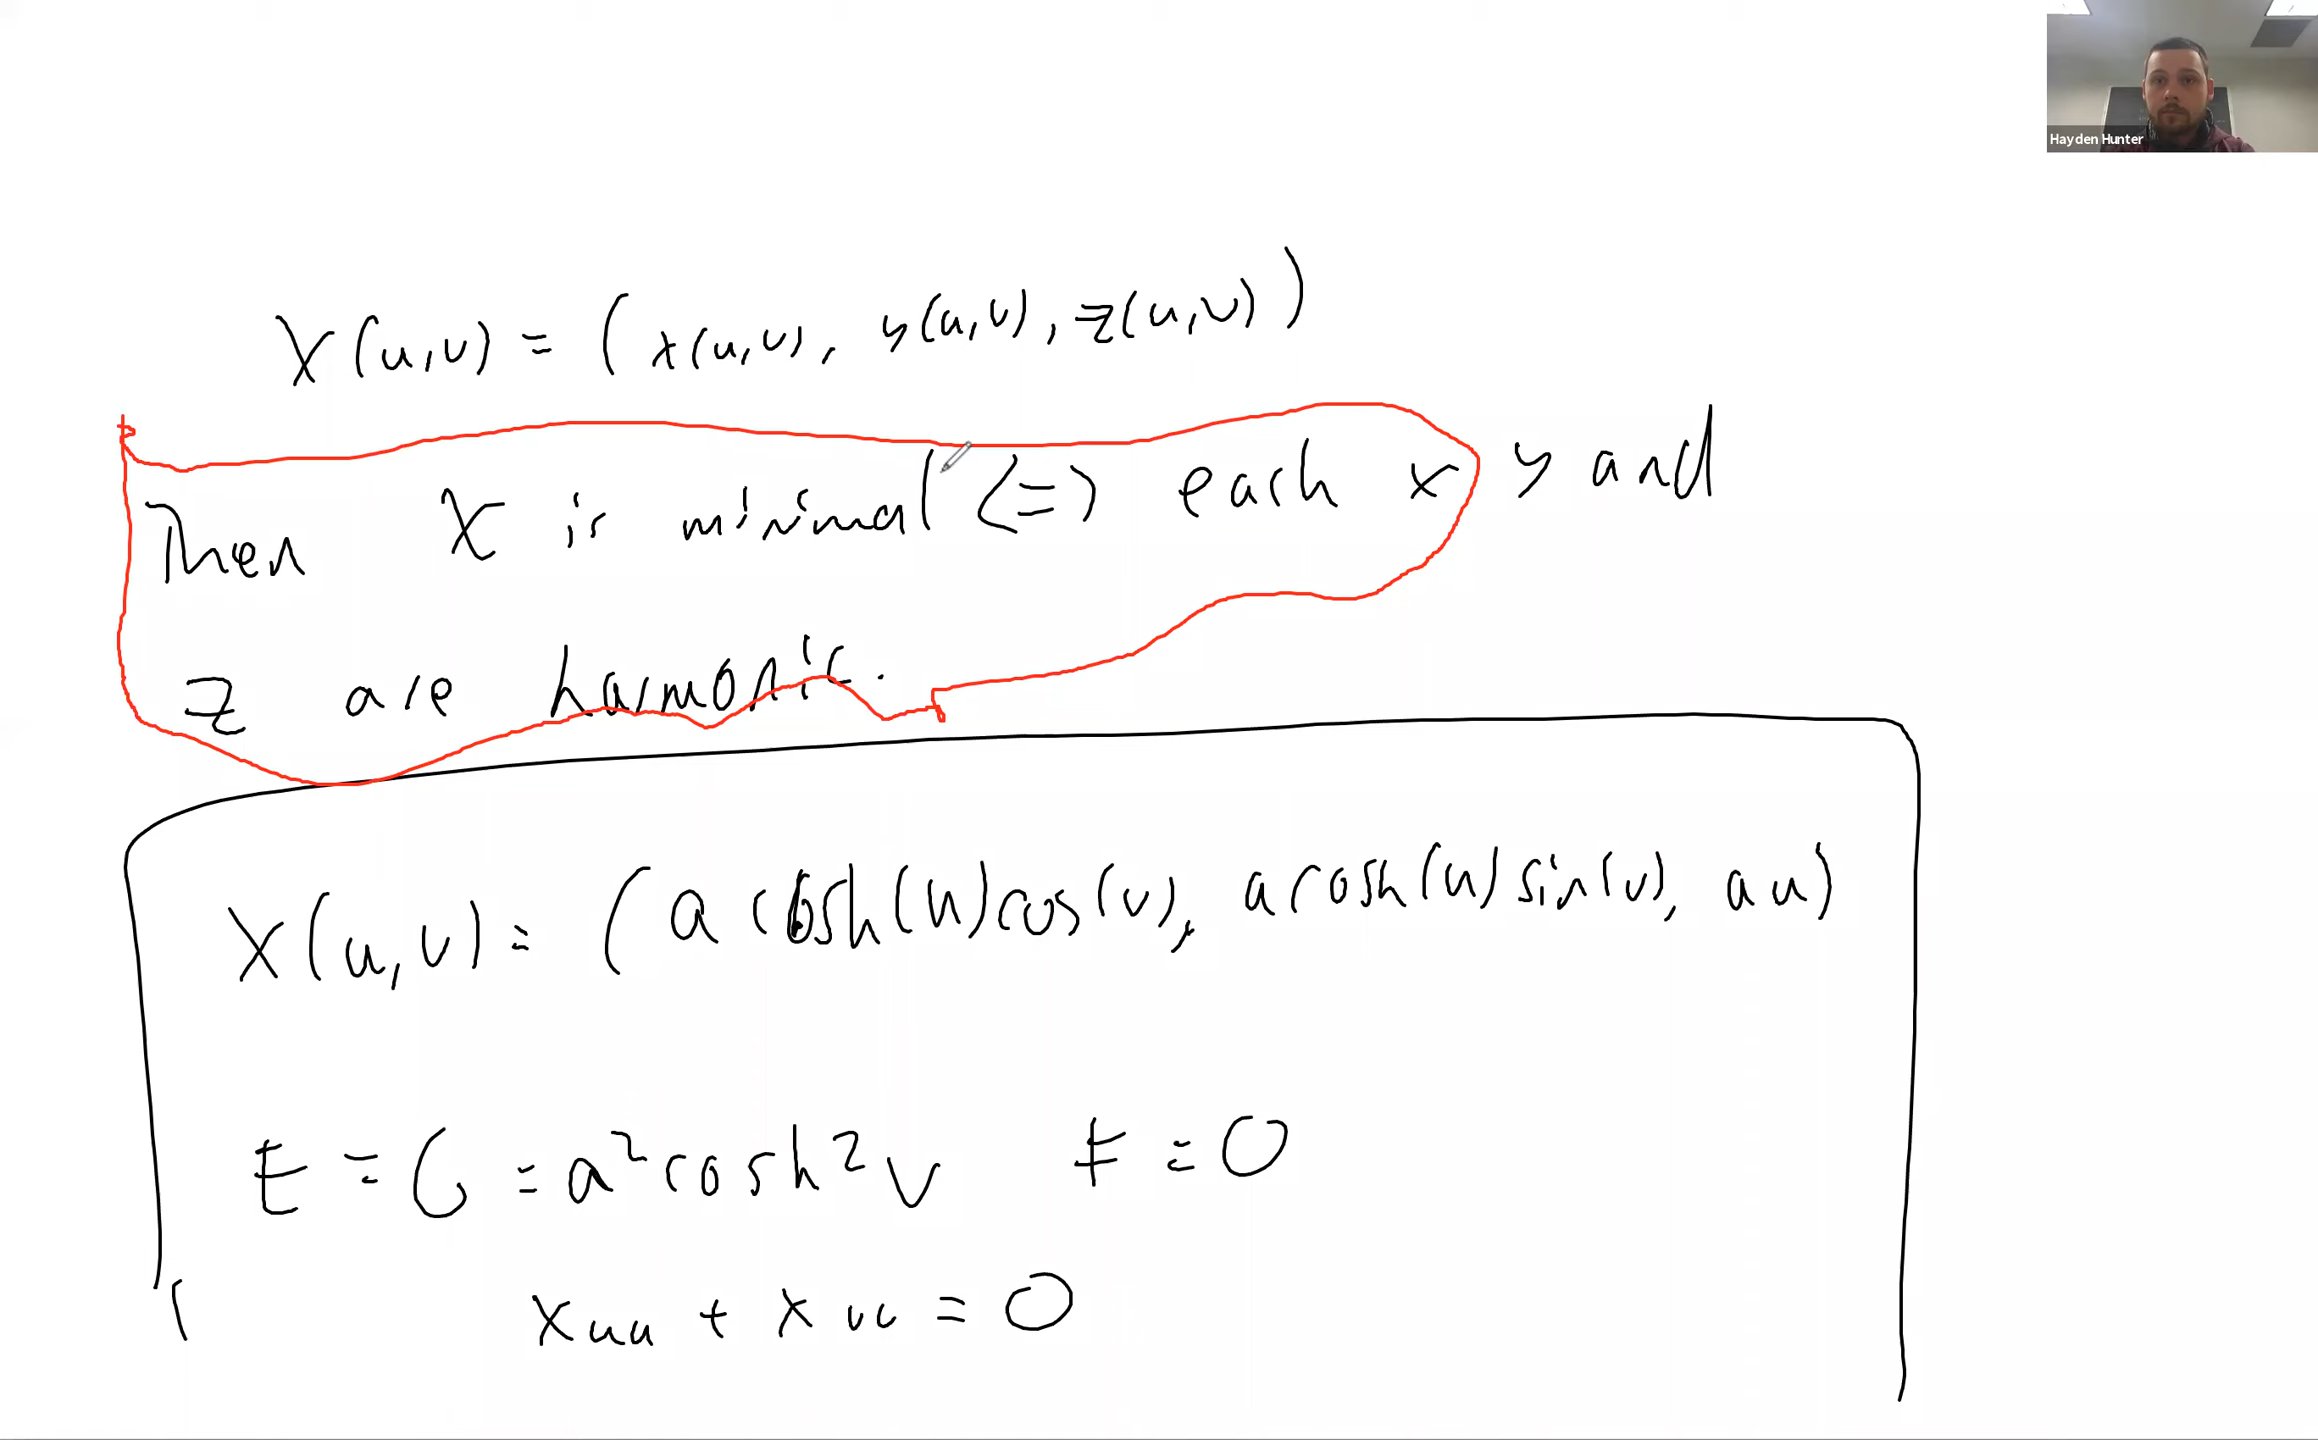 Hayden Hunter
X(u,v) = (x(u,v), y(u,v), z(u,v))
Then X is minimal <=> each x y and
z are harmonic.
X(u,v) = (a cosh(u)cos(v), a cosh(u) sin(v), au)
E = G = a²cosh²v F = 0
Xuu + Xvv = 0